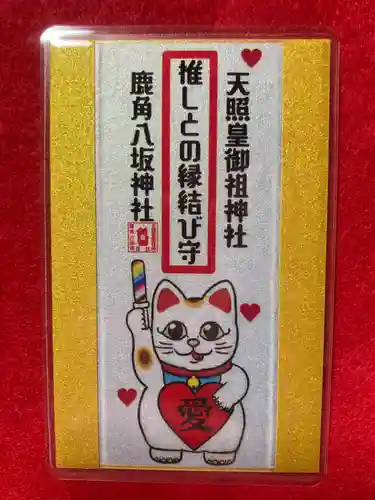 天照皇御祖神社
推しとの縁結び守
鹿角八坂神社
愛